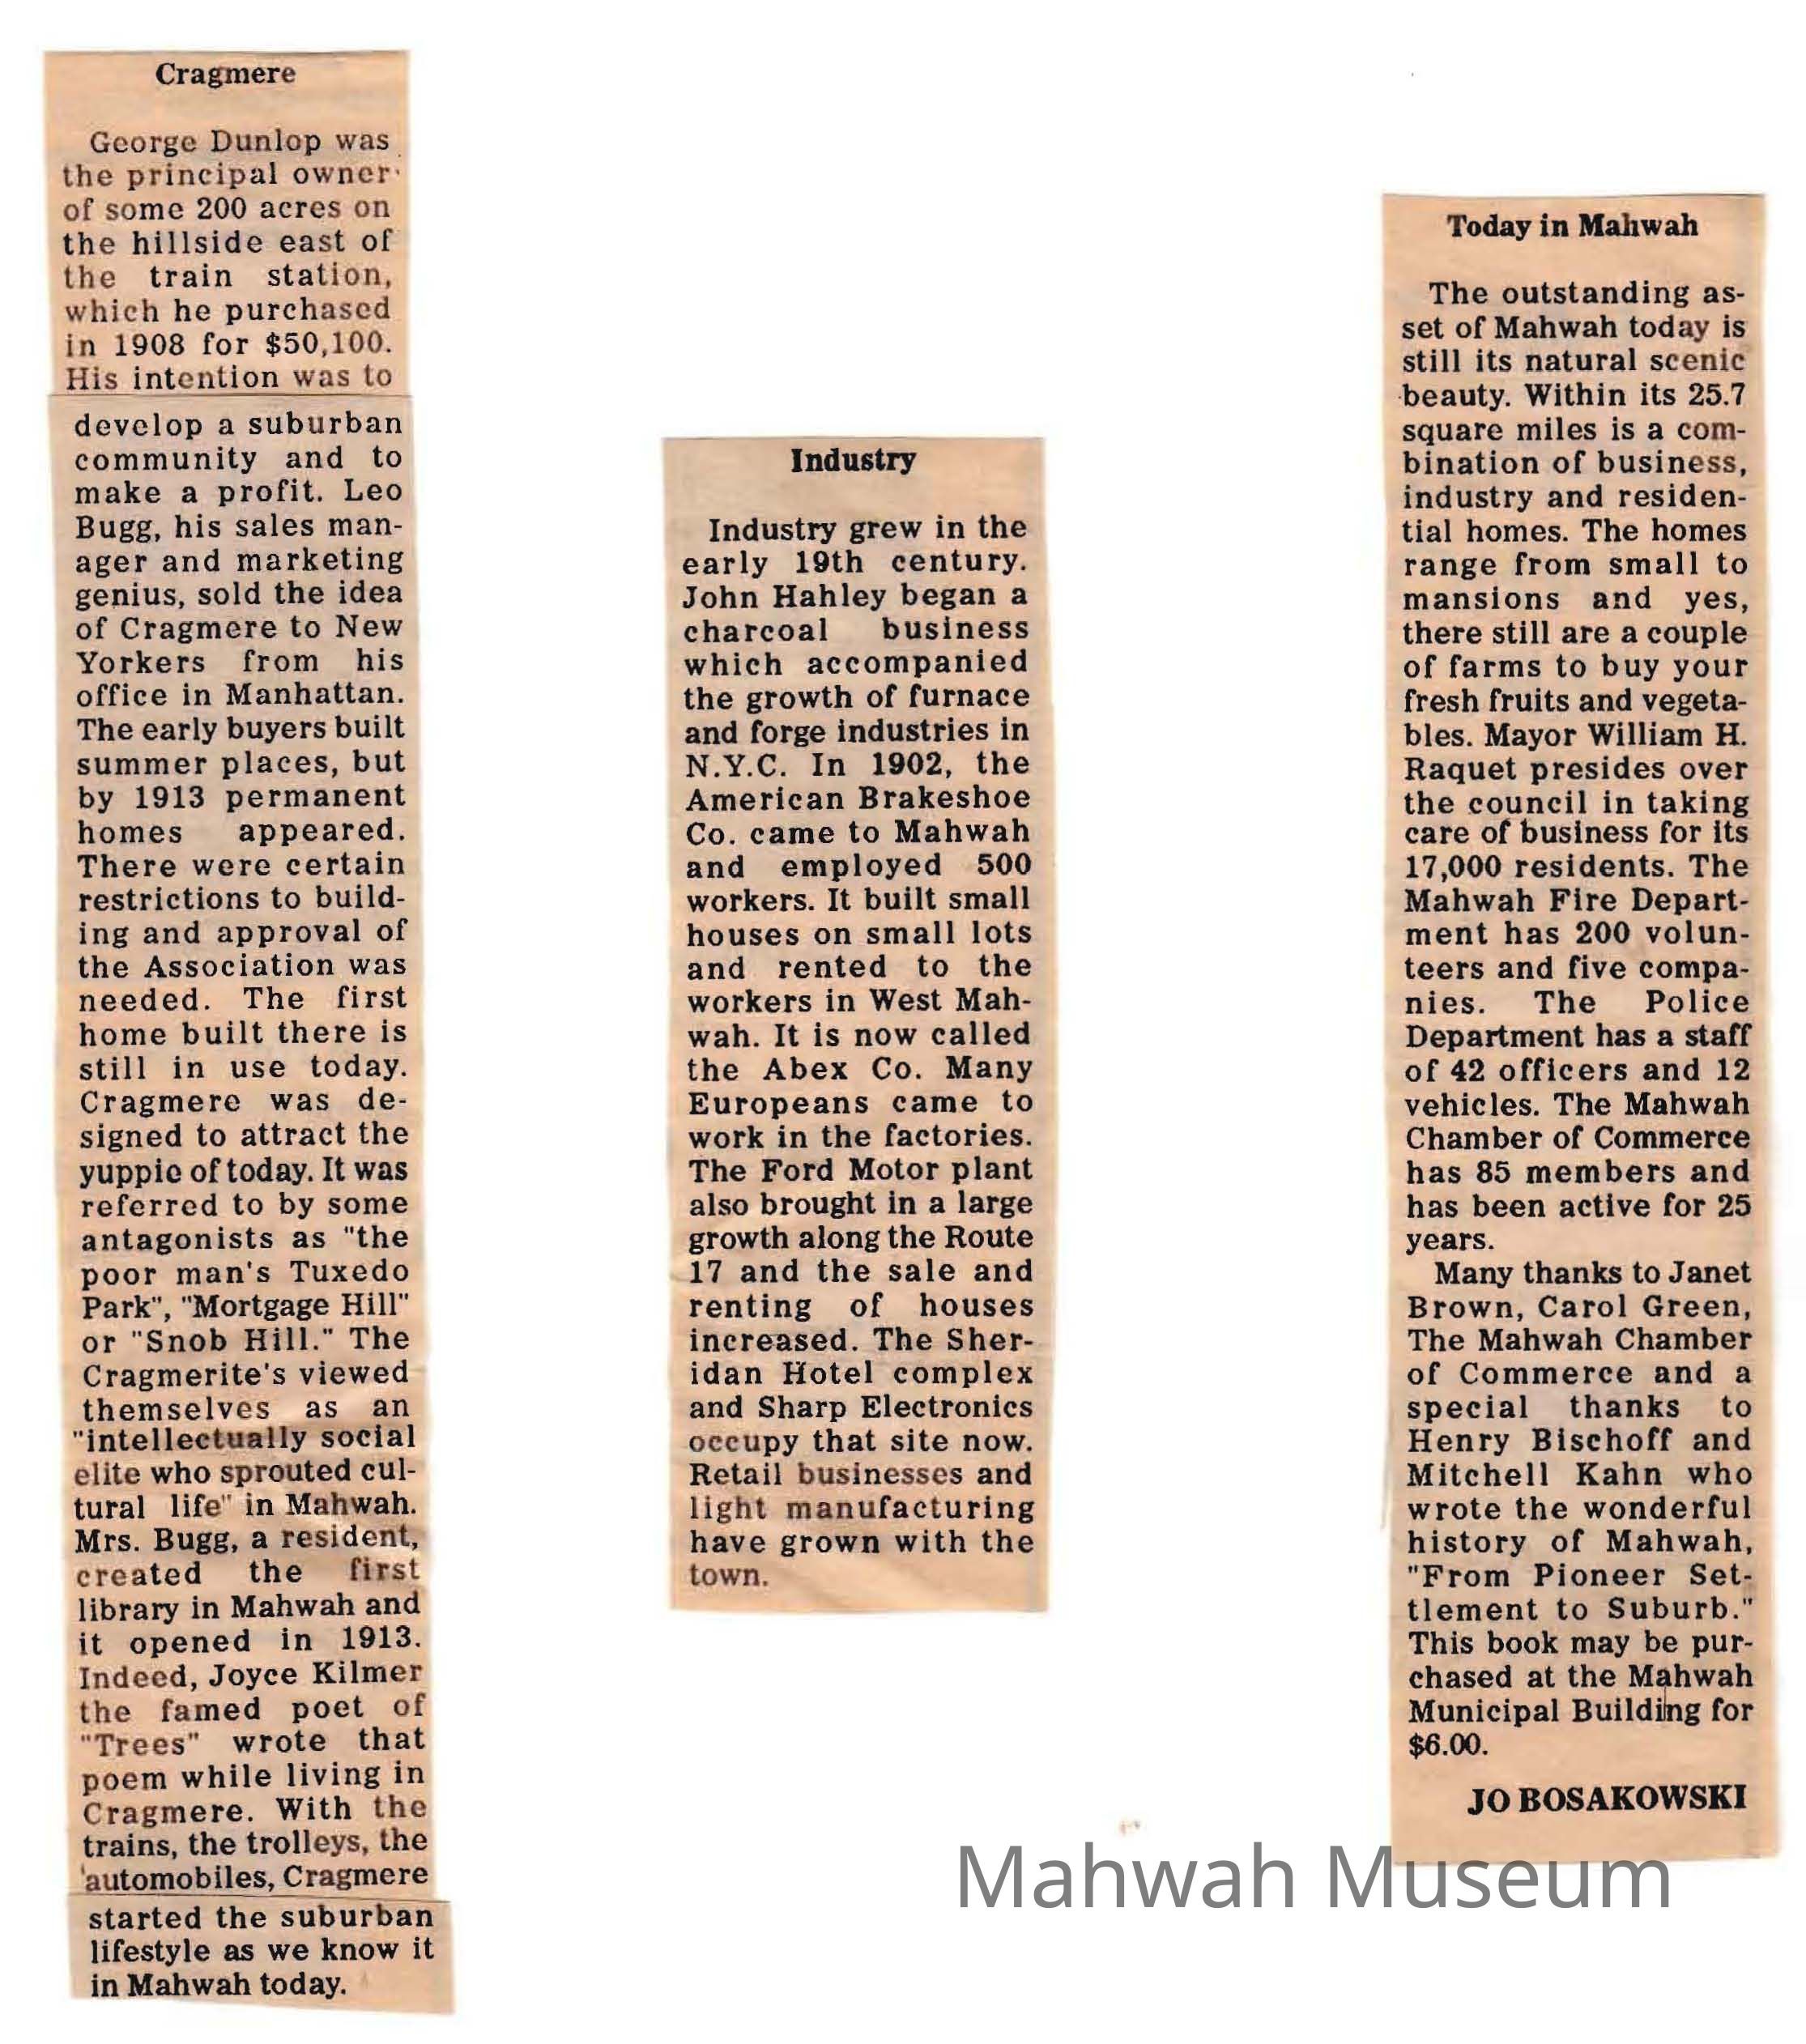 Cragmere
George Dunlop was
the principal owner
of some 200 acres on
the hillside east of
the train station,
which he purchased
in 1908 for $50,100.
His intention was to
develop a suburban
community and to
make a profit. Leo
Bugg, his sales man-
ager and marketing
genius, sold the idea
of Cragmere to New
Yorkers from his
office in Manhattan.
The early buyers built
summer places, but
by 1913 permanent
homes appeared.
There were certain
restrictions to build-
ing and approval of
the Association was
needed. The first
home built there is
still in use today.
Cragmere was de-
signed to attract the
yuppie of today. It was
referred to by some
antagonists as "the
poor man's Tuxedo
Park", "Mortgage Hill"
or "Snob Hill." The
Cragmerite's viewed
themselves as an
"intellectually social
elite who sprouted cul-
tural life" in Mahwah.
Mrs. Bugg, a resident,
created the first
library in Mahwah and
it opened in 1913.
Indeed, Joyce Kilmer
the famed poet of
"Trees" wrote that
poem while living in
Cragmere. With the
trains, the trolleys, the
automobiles, Cragmere
started the suburban
lifestyle as we know it
in Mahwah today.
Industry
Industry grew in the
early 19th century.
John Hahley began a
charcoal business
which accompanied
the growth of furnace
and forge industries in
N.Y.C. In 1902, the
American Brakeshoe
Co. came to Mahwah
and employed 500
workers. It built small
houses on small lots
and rented to the
workers in West Mah-
wah. It is now called
the Abex Co. Many
Europeans came to
work in the factories.
The Ford Motor plant
also brought in a large
growth along the Route
17 and the sale and
renting of houses
increased. The Sher-
idan Hotel complex
and Sharp Electronics
occupy that site now.
Retail businesses and
light manufacturing
have grown with the
town.
Today in Mahwah
The outstanding as-
set of Mahwah today is
still its natural scenic
beauty. Within its 25.7
square miles is a com-
bination of business,
industry and residen-
tial homes. The homes
range from small to
mansions and yes,
there still are a couple
of farms to buy your
fresh fruits and vegeta-
bles. Mayor William H.
Raquet presides over
the council in taking
care of business for its
17,000 residents. The
Mahwah Fire Depart-
ment has 200 volun-
teers and five compa-
nies. The Police
Department has a staff
of 42 officers and 12
vehicles. The Mahwah
Chamber of Commerce
has 85 members and
has been active for 25
years.
Many thanks to Janet
Brown, Carol Green,
The Mahwah Chamber
of Commerce and a
special thanks to
Henry Bischoff and
Mitchell Kahn who
wrote the wonderful
history of Mahwah,
"From Pioneer Set-
tlement to Suburb."
This book may be pur-
chased at the Mahwah
Municipal Building for
$6.00.
JO BOSAKOWSKI
Mahwah Museum